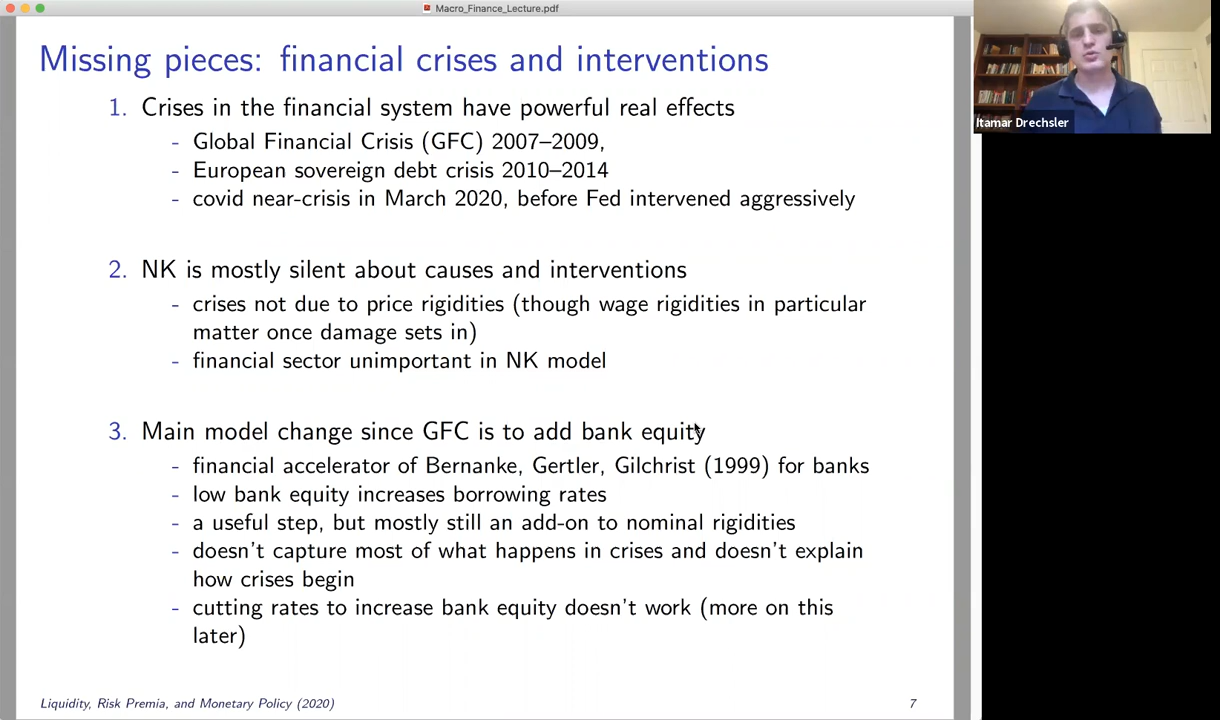 Macro_Finance_Lecture.pdf
Missing pieces: financial crises and interventions
1. Crises in the financial system have powerful real effects
- Global Financial Crisis (GFC) 2007–2009,
- European sovereign debt crisis 2010–2014
- covid near-crisis in March 2020, before Fed intervened aggressively
2. NK is mostly silent about causes and interventions
- crises not due to price rigidities (though wage rigidities in particular
matter once damage sets in)
- financial sector unimportant in NK model
3. Main model change since GFC is to add bank equity
- financial accelerator of Bernanke, Gertler, Gilchrist (1999) for banks
- low bank equity increases borrowing rates
- a useful step, but mostly still an add-on to nominal rigidities
- doesn't capture most of what happens in crises and doesn't explain
how crises begin
- cutting rates to increase bank equity doesn't work (more on this
later)
Liquidity, Risk Premia, and Monetary Policy (2020)
7
Itamar Drechsler